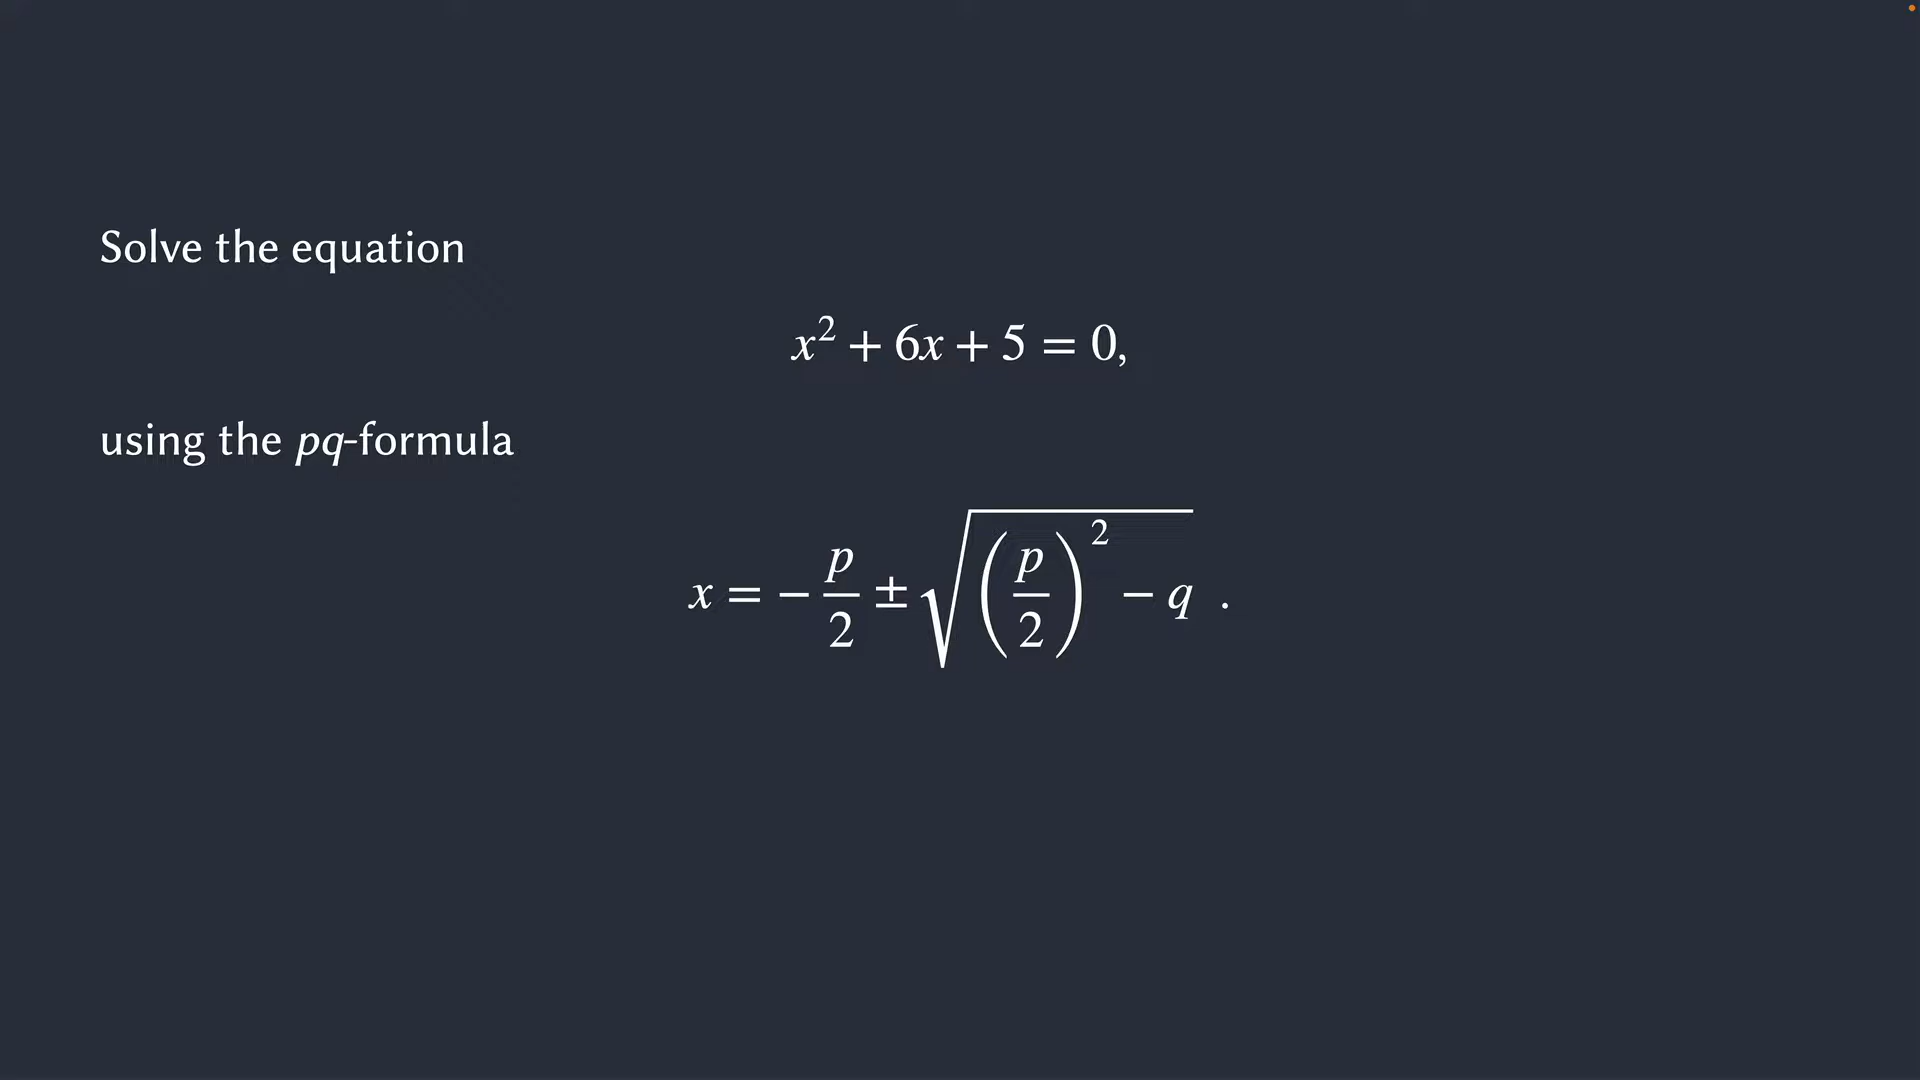 Solve the equation
x² + 6x + 5 = 0,
using the pq-formula
x = −p/2 ± √((p/2)² − q) .